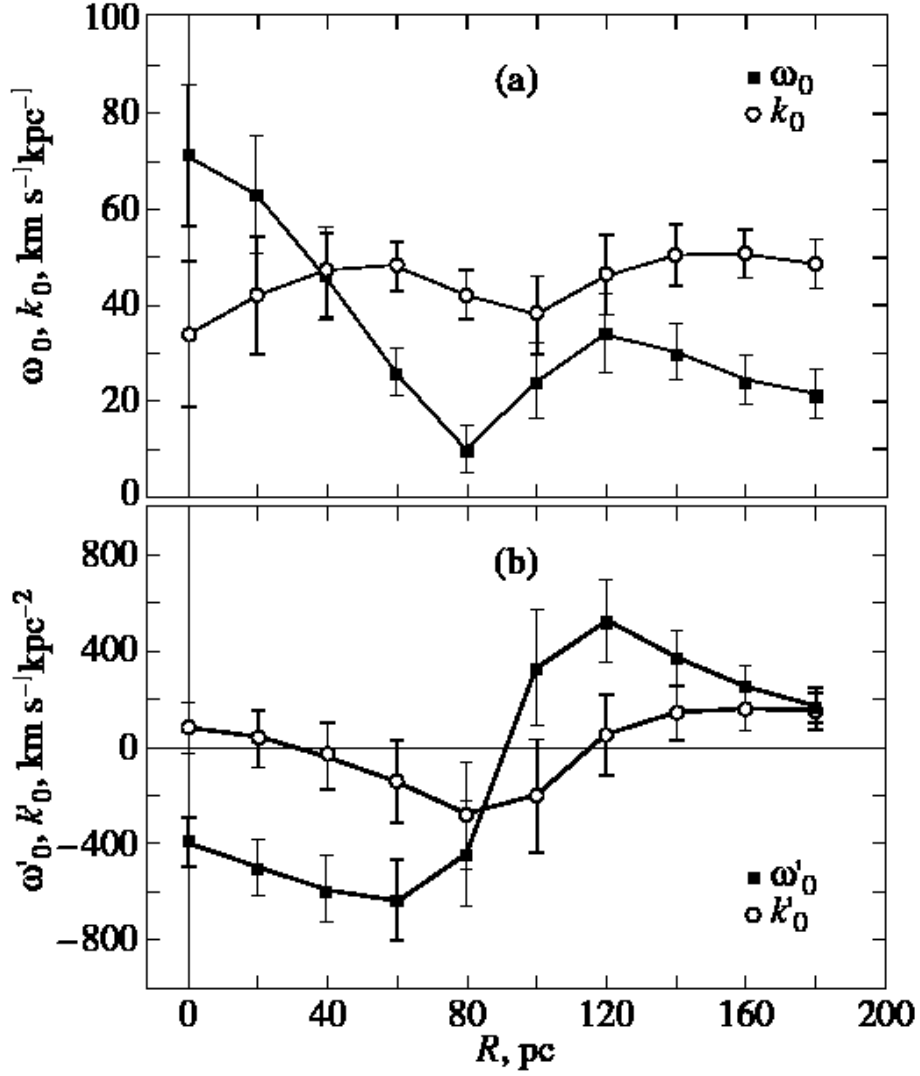 100
(a)
■ ω₀
○ k₀
80
60
40
20
0
ω₀, k₀, km s⁻¹kpc⁻¹
800
(b)
400
0
−400
■ ω'₀
○ k'₀
−800
ω'₀, k'₀, km s⁻¹kpc⁻²
0 40 80 120 160 200
R, pc